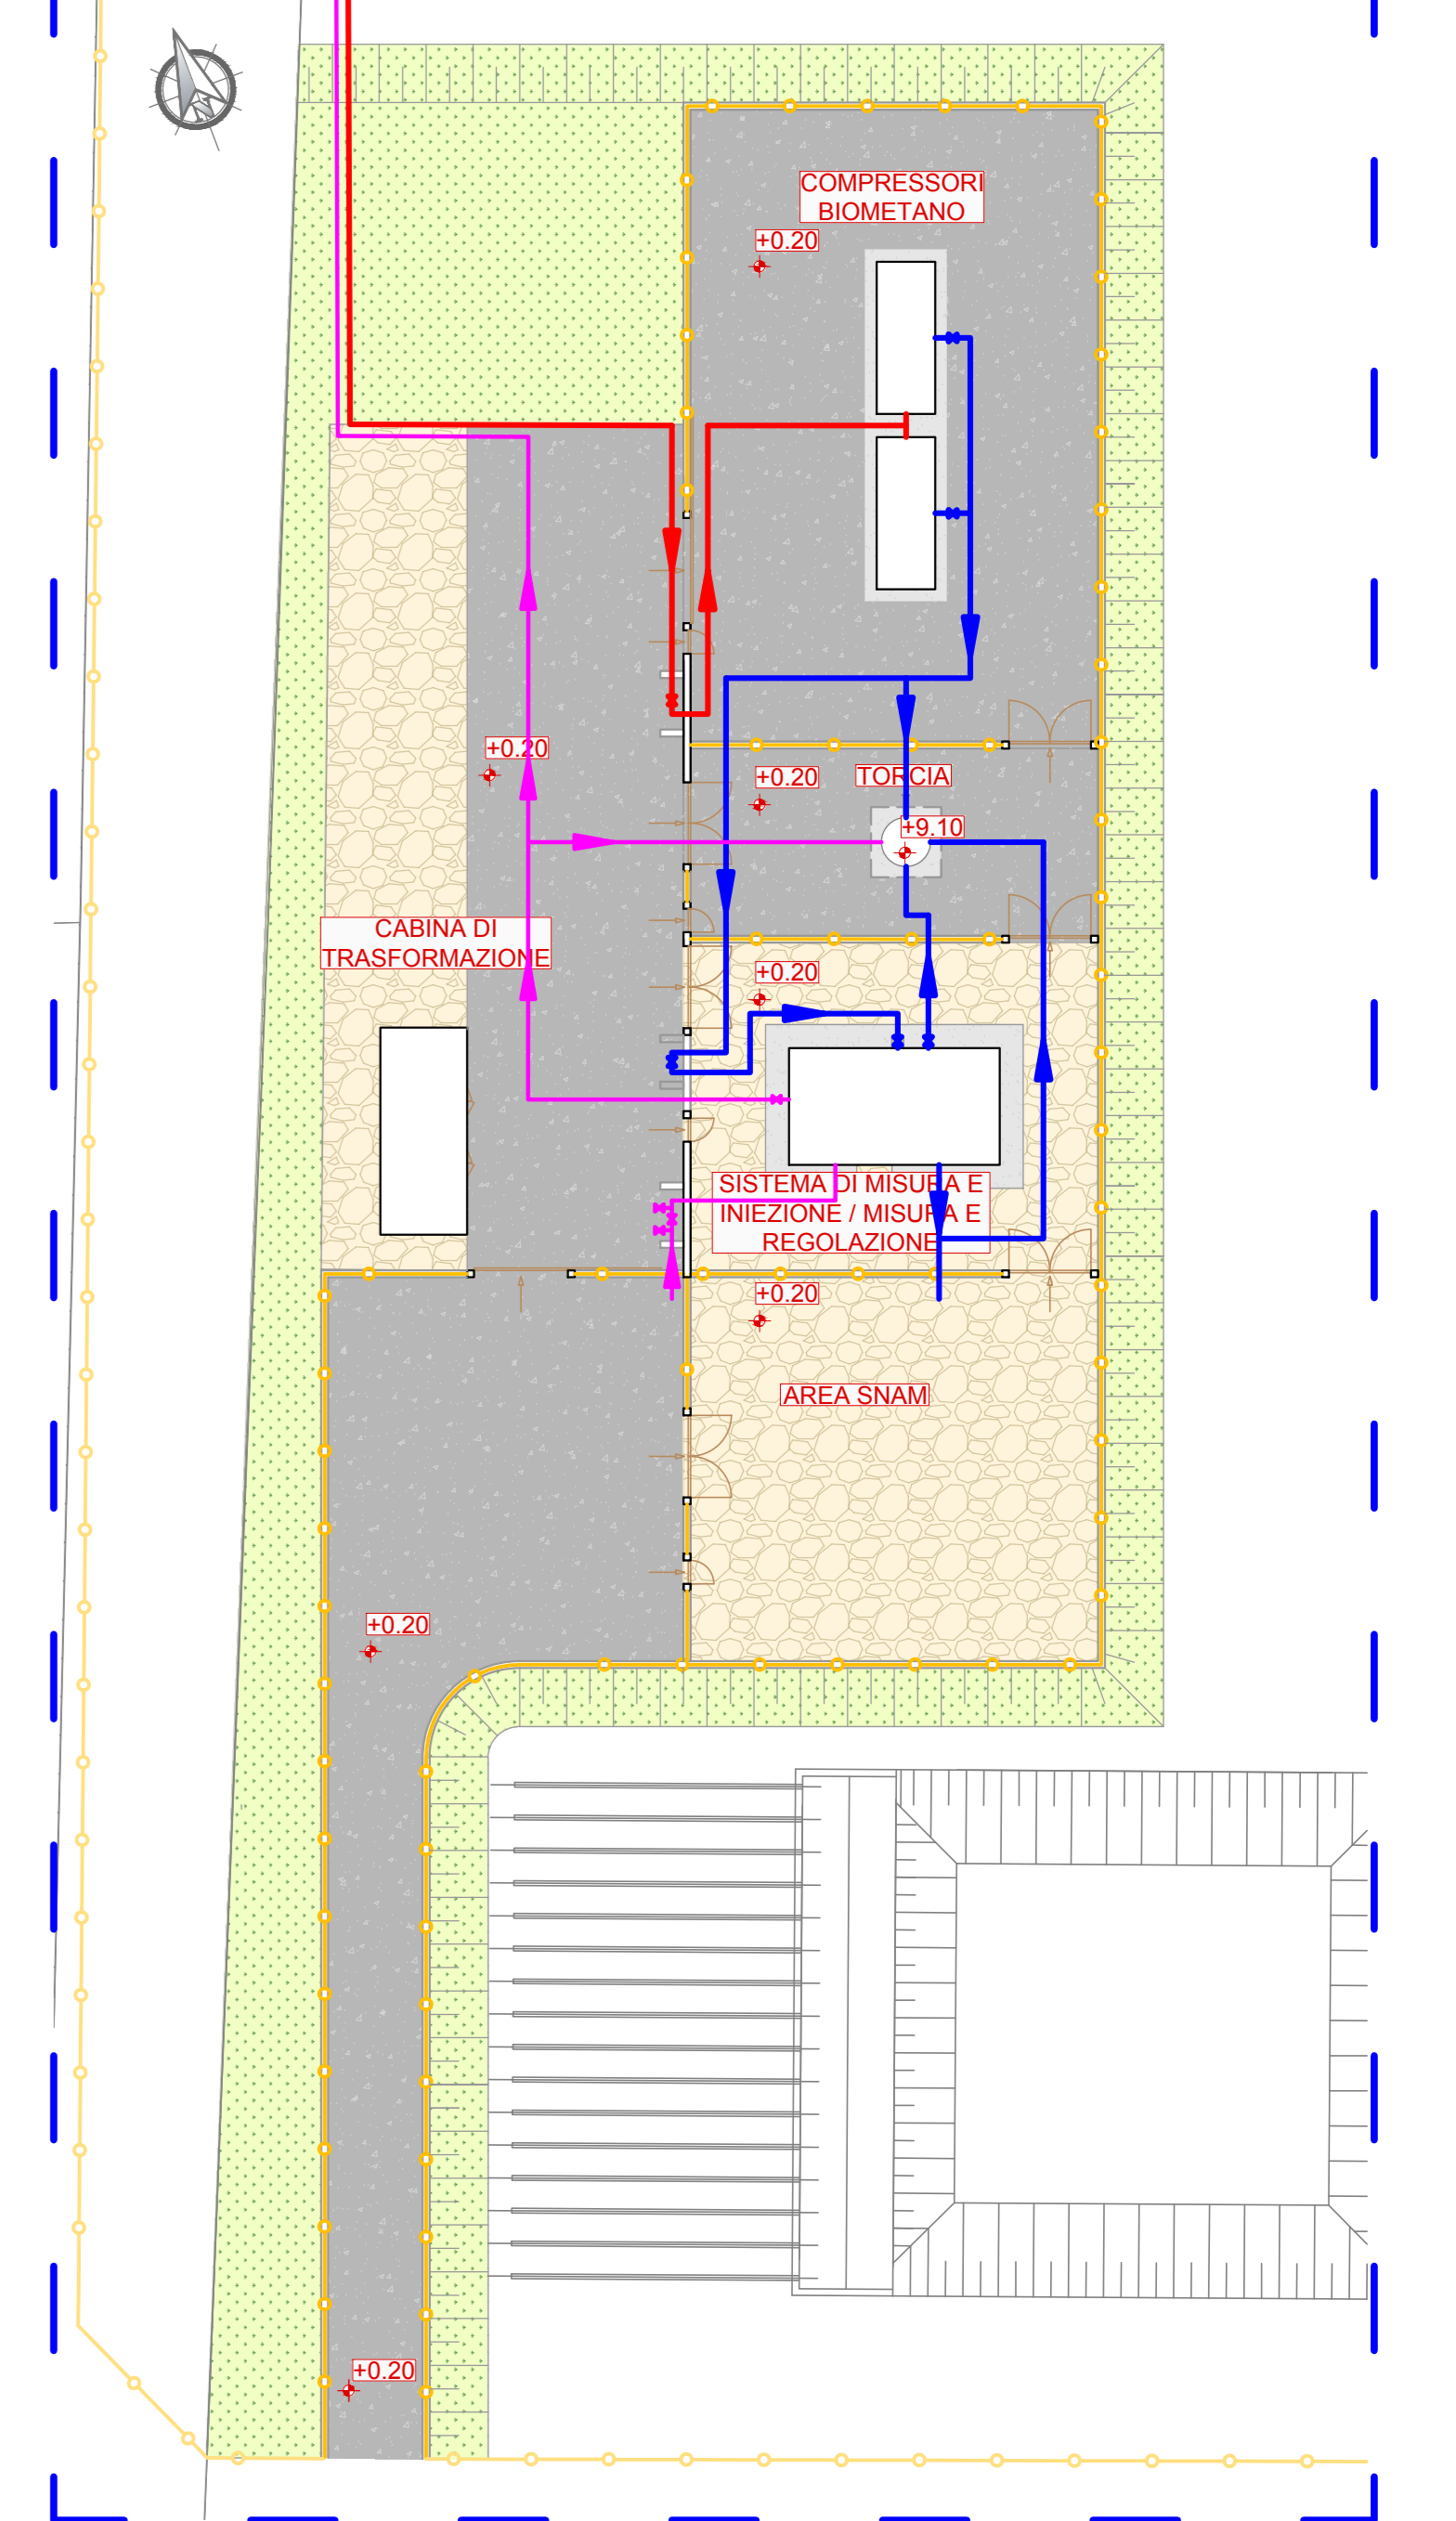 COMPRESSORI
BIOMETANO
+0.20
+0.20
+0.20
TORCIA
+9.10
CABINA DI
TRASFORMAZIONE
+0.20
SISTEMA DI MISURA E
INIEZIONE / MISURA E
REGOLAZIONE
+0.20
AREA SNAM
+0.20
+0.20